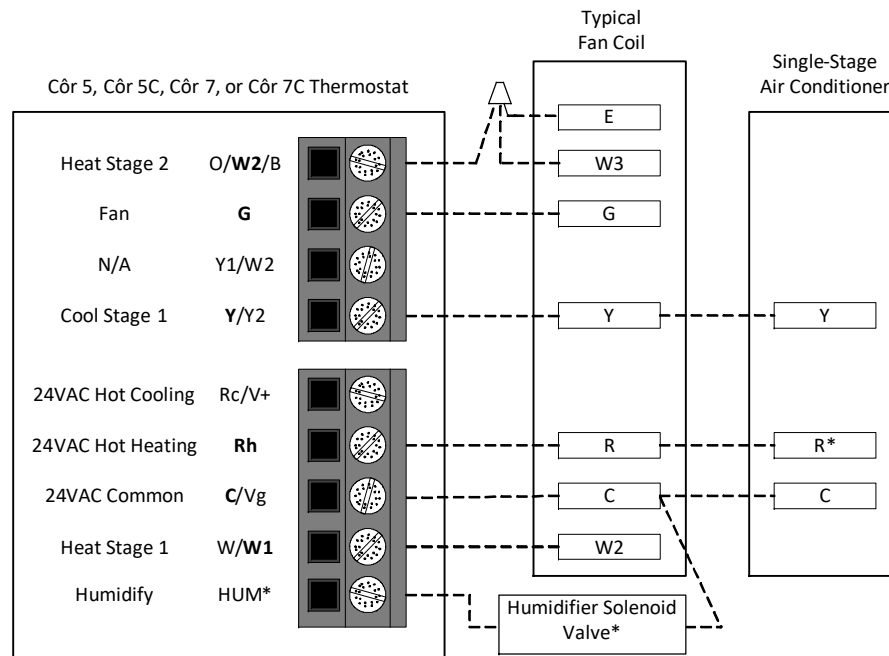 Typical
Fan Coil
Single-Stage
Air Conditioner
Côr 5, Côr 5C, Côr 7, or Côr 7C Thermostat
E
Heat Stage 2 O/W2/B W3
Fan G G
N/A Y1/W2
Cool Stage 1 Y/Y2 Y Y
24VAC Hot Cooling Rc/V+
24VAC Hot Heating Rh R R*
24VAC Common C/Vg C C
Heat Stage 1 W/W1 W2
Humidify HUM*
Humidifier Solenoid
Valve*